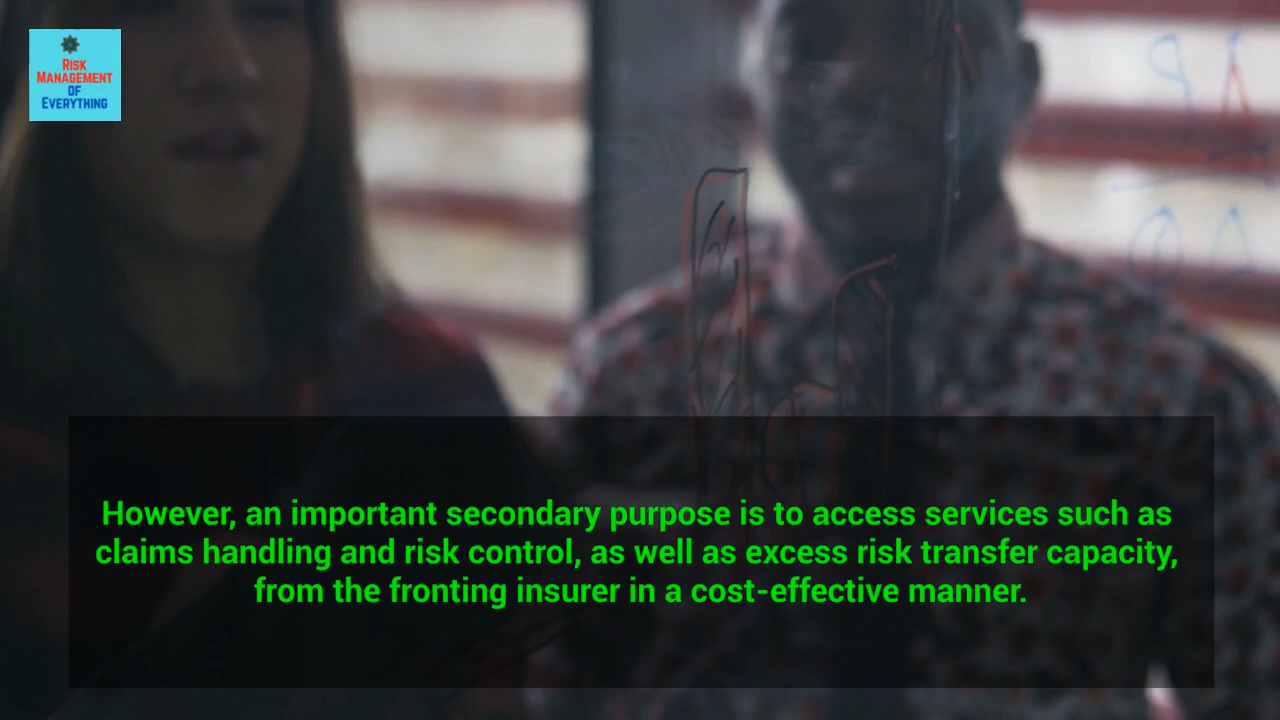 RISK
MANAGEMENT
OF
EVERYTHING
However, an important secondary purpose is to access services such as
claims handling and risk control, as well as excess risk transfer capacity,
from the fronting insurer in a cost-effective manner.